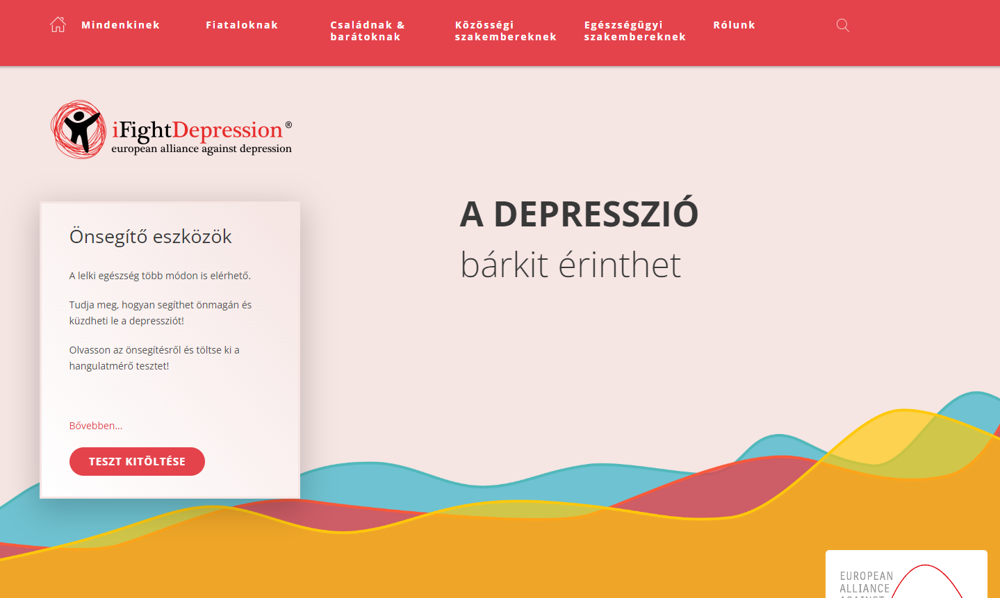 Mindenkinek
Fiataloknak
Családnak &
barátoknak
Közösségi
szakembereknek
Egészségügyi
szakembereknek
Rólunk
iFightDepression®
european alliance against depression
A DEPRESSZIÓ
bárkit érinthet
Önsegítő eszközök
A lelki egészség több módon is elérhető.
Tudja meg, hogyan segíthet önmagán és
küzdheti le a depressziót!
Olvasson az önsegítésről és töltse ki a
hangulatmérő tesztet!
Bővebben...
TESZT KITÖLTÉSE
EUROPEAN
ALLIANCE
AGAINST